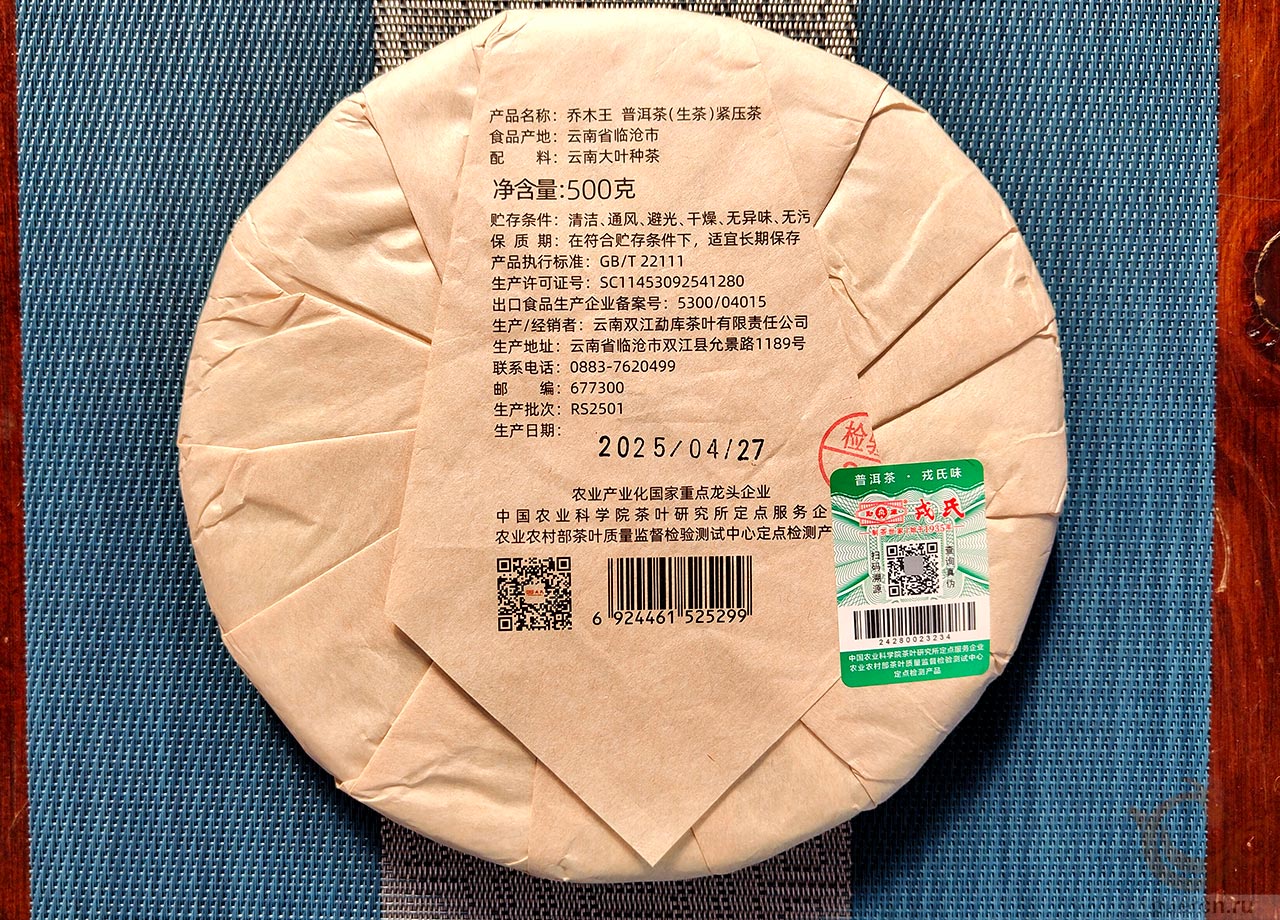 产品名称：乔木王 普洱茶（生茶）紧压茶
食品产地：云南省临沧市
配 料：云南大叶种茶
净含量:500克
贮存条件：清洁、通风、避光、干燥、无异味、无污
保 质 期：在符合贮存条件下，适宜长期保存
产品执行标准：GB/T 22111
生产许可证号：SC11453092541280
出口食品生产企业备案号：5300/04015
生产/经销者：云南双江勐库茶叶有限责任公司
生产地址：云南省临沧市双江县允景路1189号
联系电话：0883-7620499
邮 编：677300
生产批次：RS2501
生产日期：
2025/04/27
检
农业产业化国家重点龙头企业
中国农业科学院茶叶研究所定点服务企
农业农村部茶叶质量监督检验测试中心定点检测产
6 924461 525299
普洱茶 · 戎氏味
戎氏
扫码溯源
查询真伪
24280023234
中国农业科学院茶叶研究所定点服务企业
农业农村部茶叶质量监督检验测试中心
定点检测产品